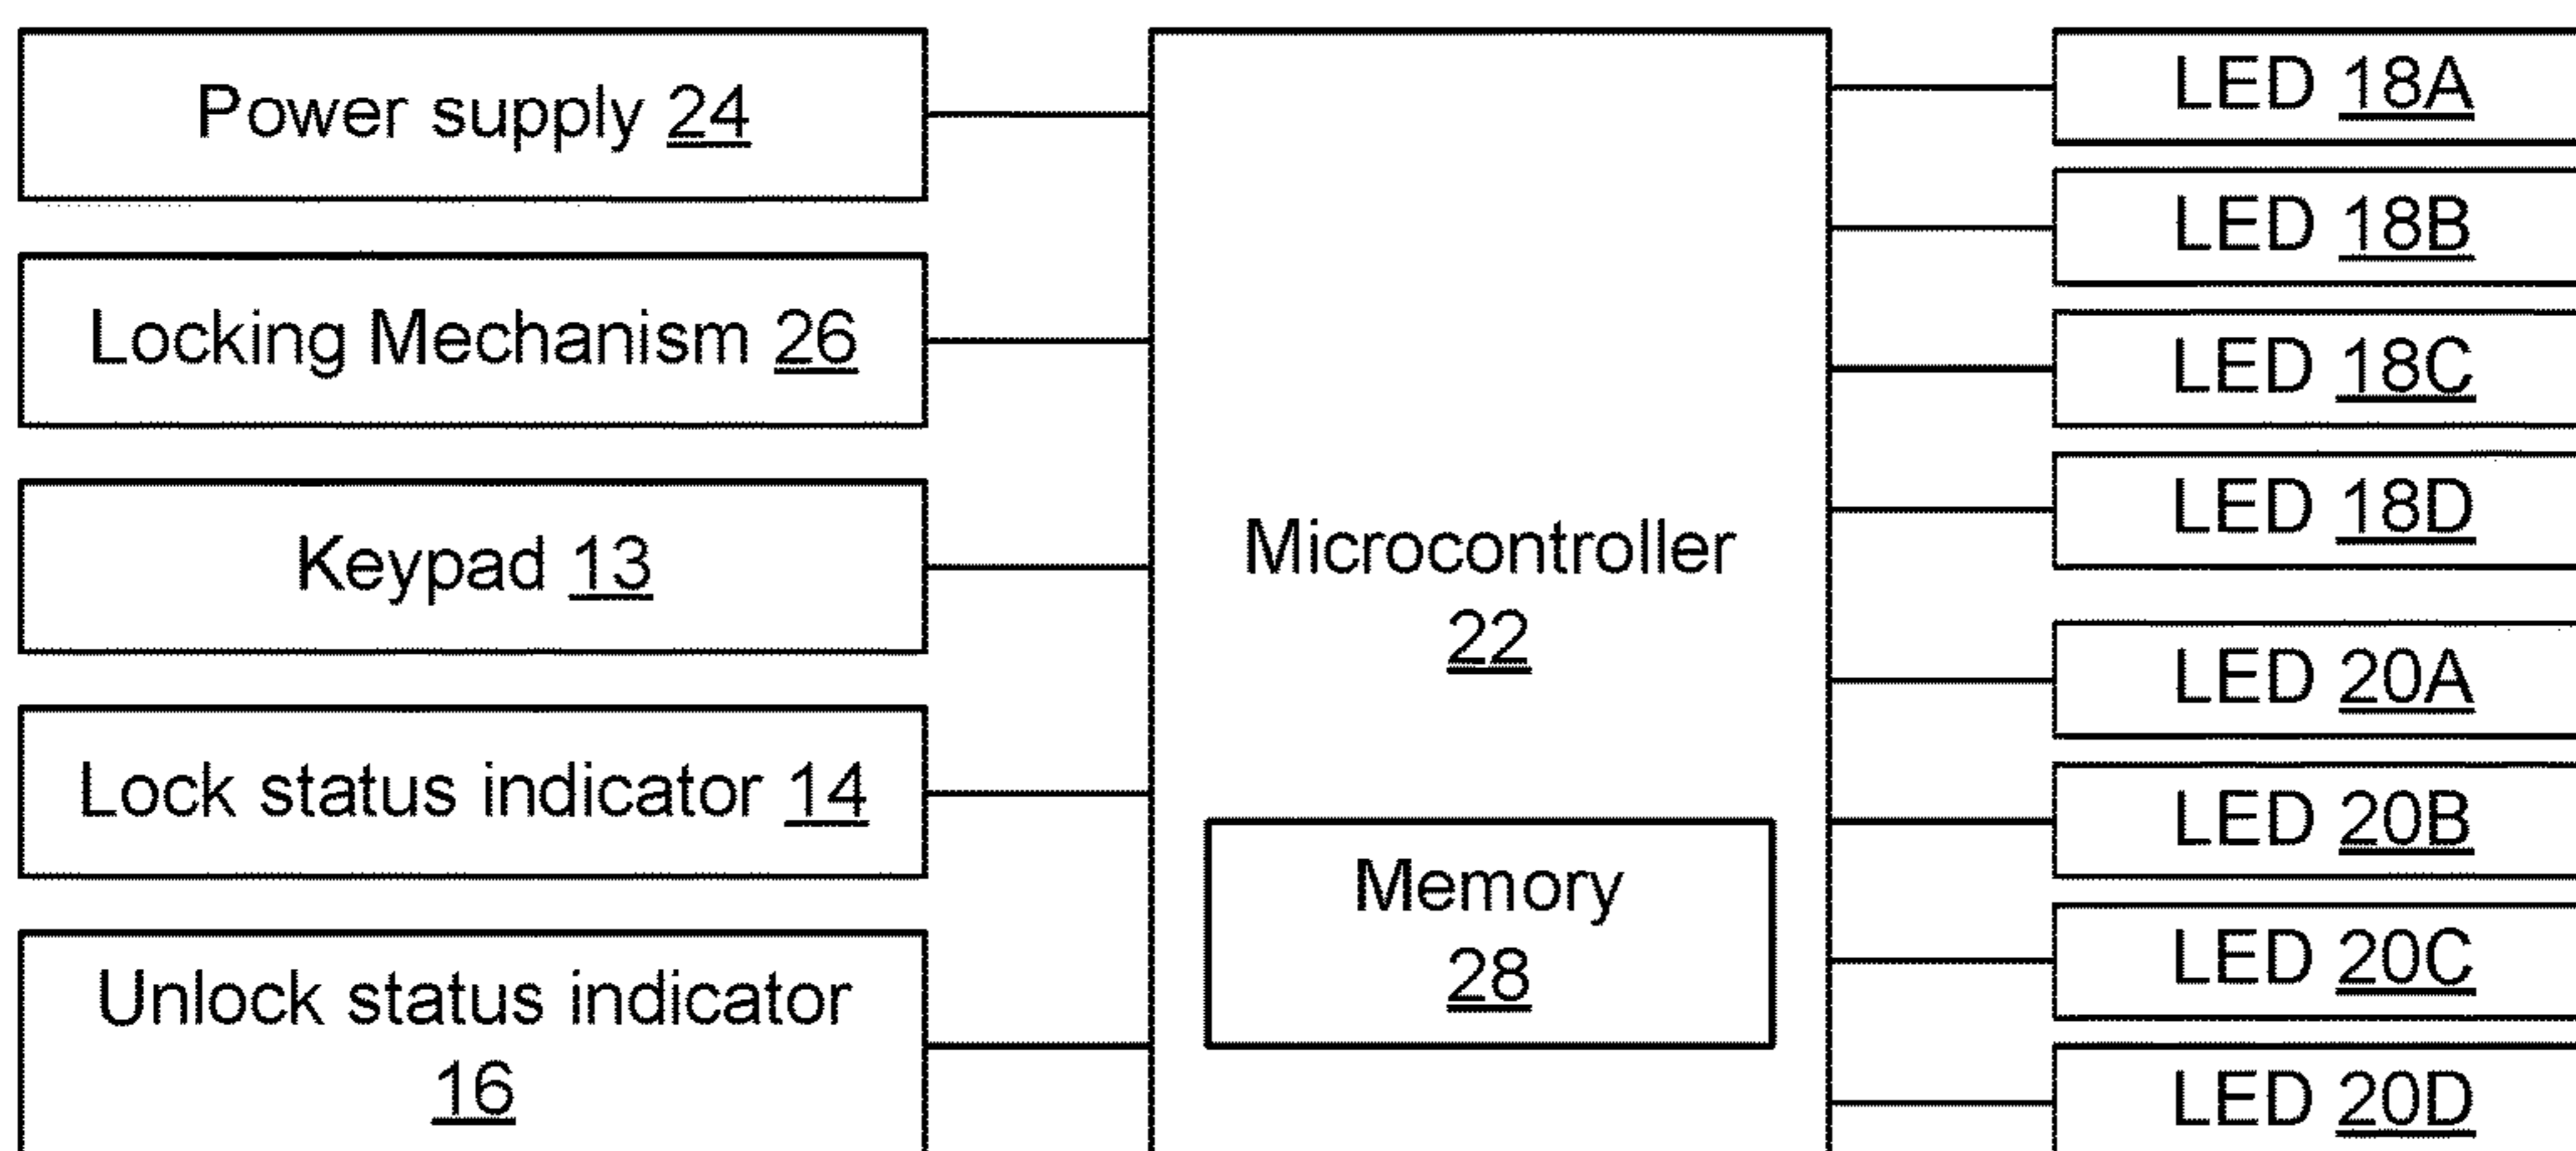 Power supply 24
Locking Mechanism 26
Keypad 13
Lock status indicator 14
Unlock status indicator
16
Microcontroller
22
Memory
28
LED 18A
LED 18B
LED 18C
LED 18D
LED 20A
LED 20B
LED 20C
LED 20D